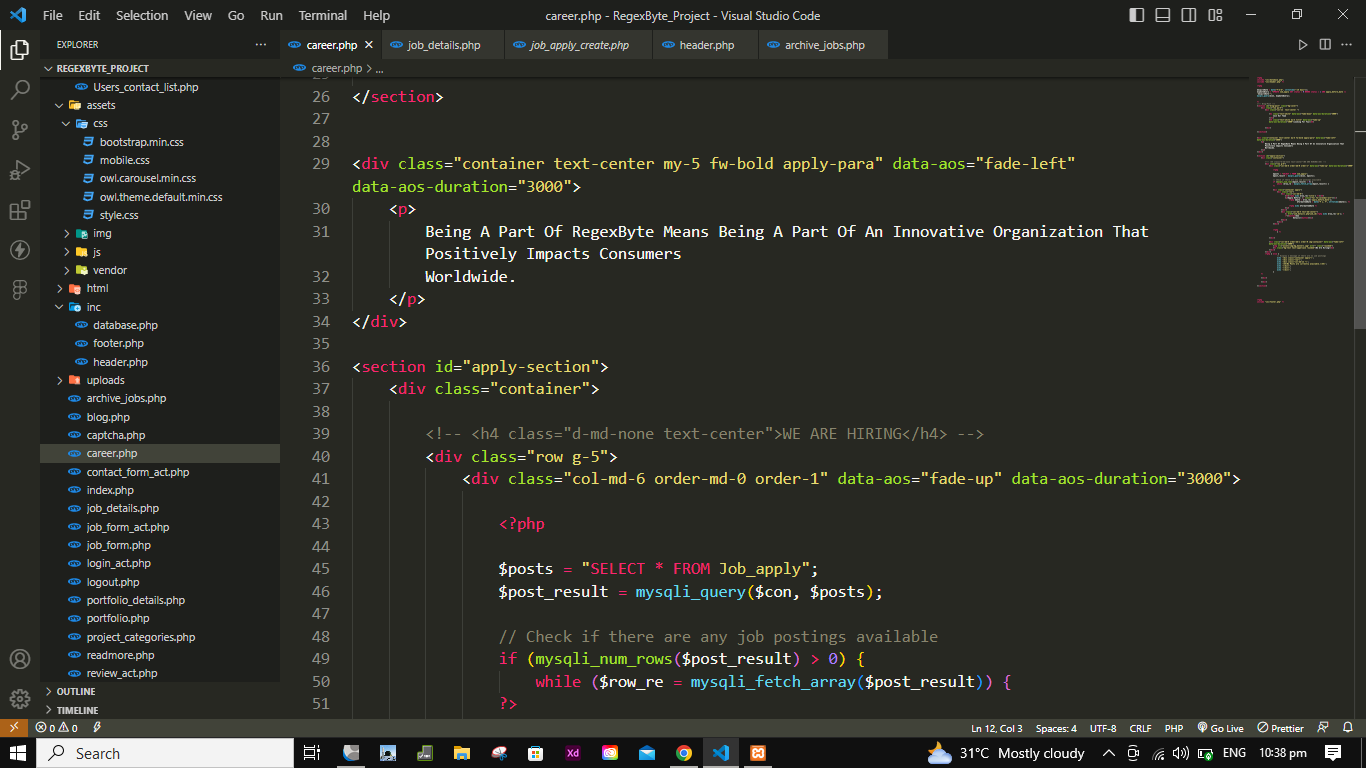 File Edit Selection View Go Run Terminal Help career.php - RegexByte_Project - Visual Studio Code
EXPLORER
REGEXBYTE_PROJECT
Users_contact_list.php
assets
css
bootstrap.min.css
mobile.css
owl.carousel.min.css
owl.theme.default.min.css
style.css
img
js
vendor
html
inc
database.php
footer.php
header.php
uploads
archive_jobs.php
blog.php
captcha.php
career.php
contact_form_act.php
index.php
job_details.php
job_form_act.php
job_form.php
login_act.php
logout.php
portfolio_details.php
portfolio.php
project_categories.php
readmore.php
review_act.php
OUTLINE
TIMELINE
career.php job_details.php job_apply_create.php header.php archive_jobs.php
career.php > ...
26 </section>
27
28
29 <div class="container text-center my-5 fw-bold apply-para" data-aos="fade-left"
data-aos-duration="3000">
30 <p>
31 Being A Part Of RegexByte Means Being A Part Of An Innovative Organization That
Positively Impacts Consumers
32 Worldwide.
33 </p>
34 </div>
35
36 <section id="apply-section">
37 <div class="container">
38
39 <!-- <h4 class="d-md-none text-center">WE ARE HIRING</h4> -->
40 <div class="row g-5">
41 <div class="col-md-6 order-md-0 order-1" data-aos="fade-up" data-aos-duration="3000">
42
43 <?php
44
45 $posts = "SELECT * FROM Job_apply";
46 $post_result = mysqli_query($con, $posts);
47
48 // Check if there are any job postings available
49 if (mysqli_num_rows($post_result) > 0) {
50 while ($row_re = mysqli_fetch_array($post_result)) {
51 ?>
0 0 Ln 12, Col 3 Spaces: 4 UTF-8 CRLF PHP Go Live Prettier
Search Xd 31°C Mostly cloudy ENG 10:38 pm